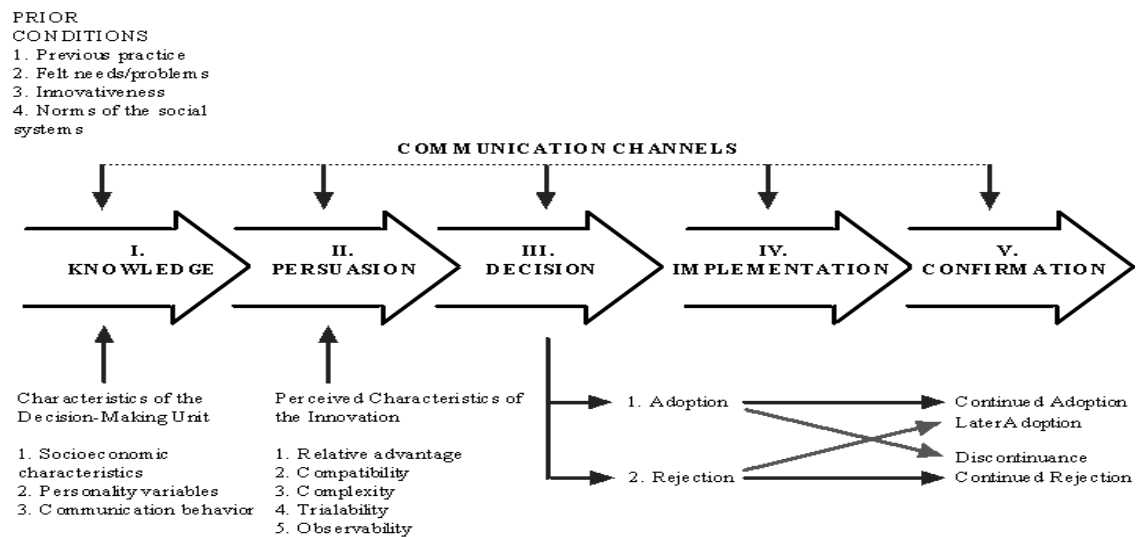 PRIOR
CONDITIONS
1. Previous practice
2. Felt needs/problems
3. Innovativeness
4. Norms of the social
systems
COMMUNICATION CHANNELS
I.
KNOWLEDGE
II.
PERSUASION
III.
DECISION
IV.
IMPLEMENTATION
V.
CONFIRMATION
Characteristics of the
Decision-Making Unit
1. Socioeconomic
characteristics
2. Personality variables
3. Communication behavior
Perceived Characteristics of
the Innovation
1. Relative advantage
2. Compatibility
3. Complexity
4. Trialability
5. Observability
1. Adoption
2. Rejection
Continued Adoption
Later Adoption
Discontinuance
Continued Rejection